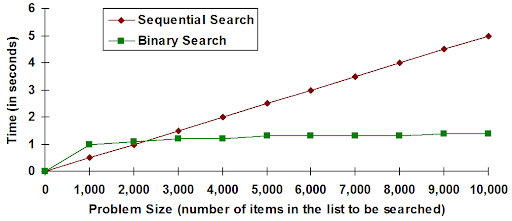 6
5
4
3
2
1
0
Time (in seconds)
Sequential Search
Binary Search
0 1,000 2,000 3,000 4,000 5,000 6,000 7,000 8,000 9,000 10,000
Problem Size (number of items in the list to be searched)